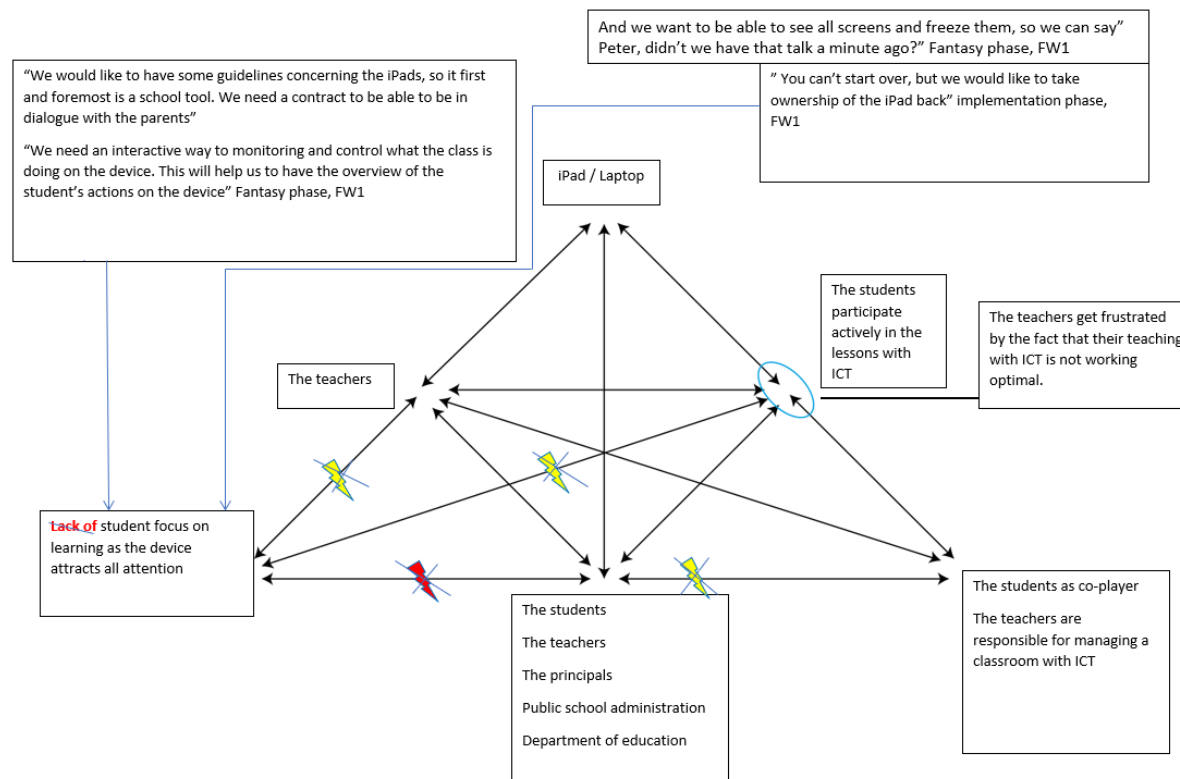 And we want to be able to see all screens and freeze them, so we can say”
Peter, didn’t we have that talk a minute ago?” Fantasy phase, FW1
“We would like to have some guidelines concerning the iPads, so it first
and foremost is a school tool. We need a contract to be able to be in
dialogue with the parents”
“We need an interactive way to monitoring and control what the class is
doing on the device. This will help us to have the overview of the
student’s actions on the device” Fantasy phase, FW1
” You can’t start over, but we would like to take
ownership of the iPad back” implementation phase,
FW1
iPad / Laptop
The students
participate
actively in the
lessons with
ICT
The teachers get frustrated
by the fact that their teaching
with ICT is not working
optimal.
The teachers
Lack of student focus on
learning as the device
attracts all attention
The students
The teachers
The principals
Public school administration
Department of education
The students as co-player
The teachers are
responsible for managing a
classroom with ICT